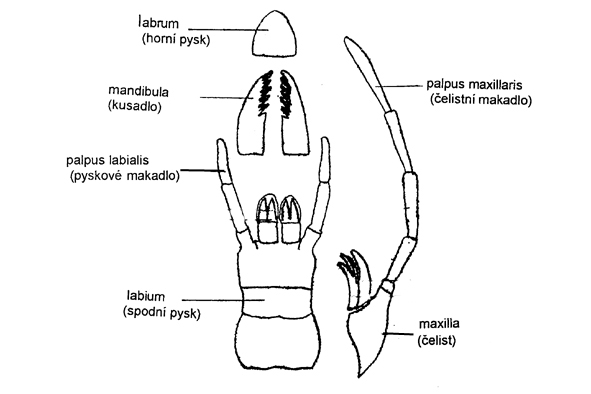 labrum
(horní pysk)
mandibula
(kusadlo)
palpus maxillaris
(čelistní makadlo)
palpus labialis
(pyskové makadlo)
labium
(spodní pysk)
maxilla
(čelist)